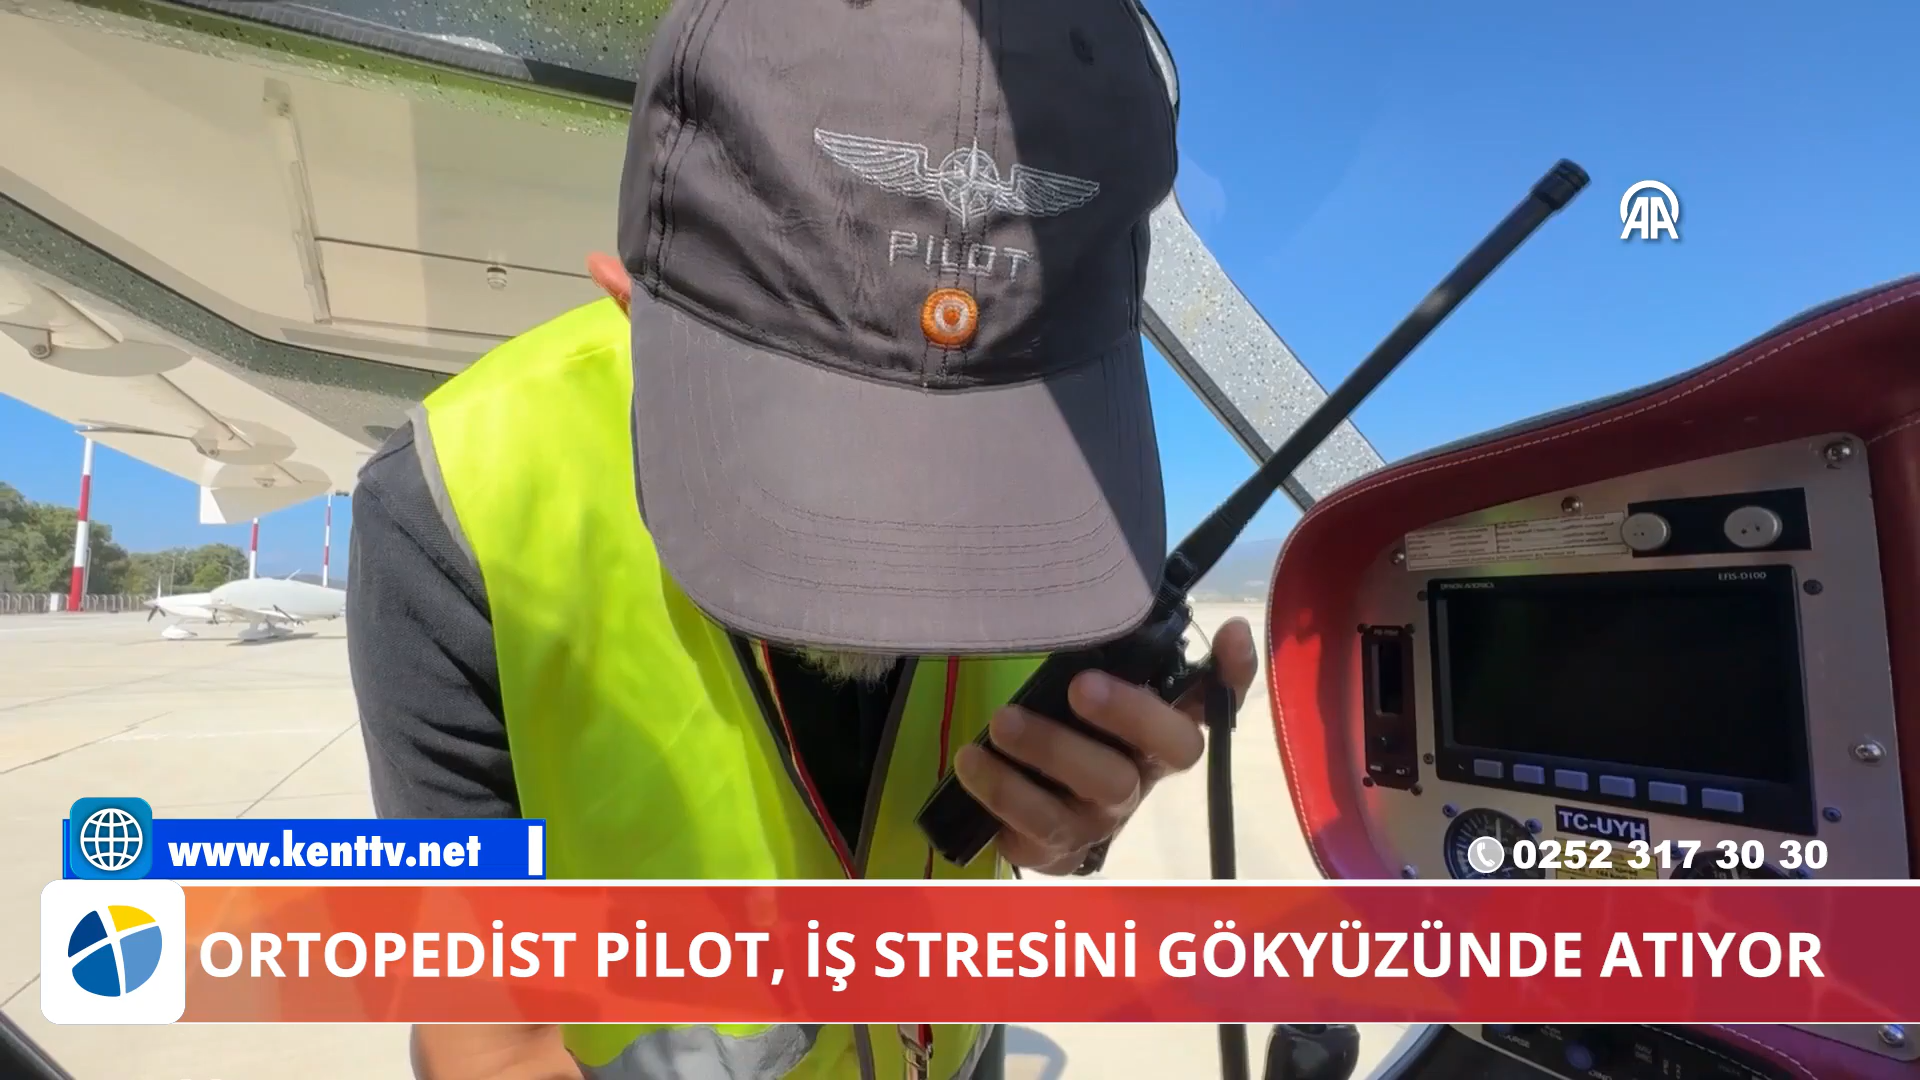 PILOT
AA
DYNON AVIONICS
EFIS-D100
TC-UYH
www.kenttv.net
0252 317 30 30
ORTOPEDİST PİLOT, İŞ STRESİNİ GÖKYÜZÜNDE ATIYOR